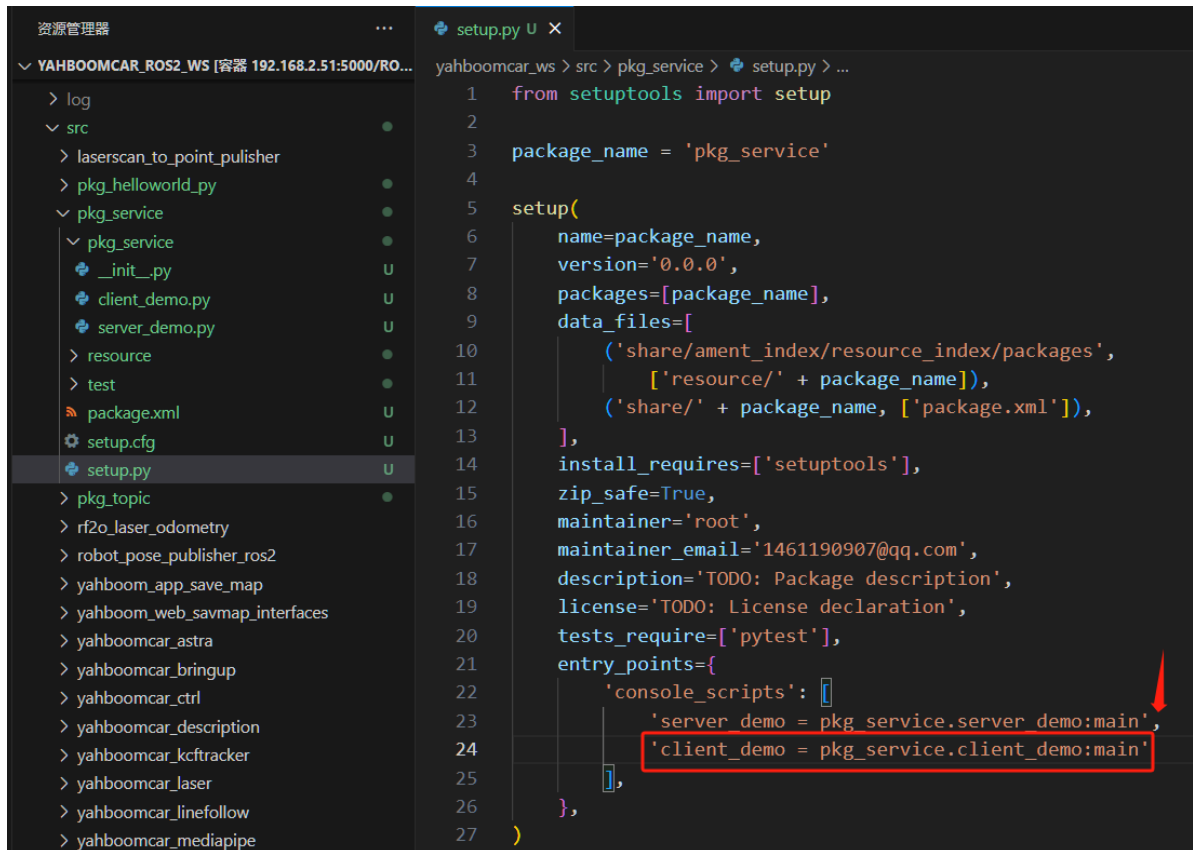 资源管理器
YAHBOOMCAR_ROS2_WS [容器 192.168.2.51:5000/RO...
log
src
laserscan_to_point_pulisher
pkg_helloworld_py
pkg_service
pkg_service
__init__.py U
client_demo.py U
server_demo.py U
resource
test
package.xml U
setup.cfg U
setup.py U
pkg_topic
rf2o_laser_odometry
robot_pose_publisher_ros2
yahboom_app_save_map
yahboom_web_savmap_interfaces
yahboomcar_astra
yahboomcar_bringup
yahboomcar_ctrl
yahboomcar_description
yahboomcar_kcftracker
yahboomcar_laser
yahboomcar_linefollow
yahboomcar_mediapipe
setup.py U
yahboomcar_ws > src > pkg_service > setup.py > ...
1 from setuptools import setup
2
3 package_name = 'pkg_service'
4
5 setup(
6 name=package_name,
7 version='0.0.0',
8 packages=[package_name],
9 data_files=[
10 ('share/ament_index/resource_index/packages',
11 ['resource/' + package_name]),
12 ('share/' + package_name, ['package.xml']),
13 ],
14 install_requires=['setuptools'],
15 zip_safe=True,
16 maintainer='root',
17 maintainer_email='1461190907@qq.com',
18 description='TODO: Package description',
19 license='TODO: License declaration',
20 tests_require=['pytest'],
21 entry_points={
22 'console_scripts': [
23 'server_demo = pkg_service.server_demo:main',
24 'client_demo = pkg_service.client_demo:main'
25 ],
26 },
27 )